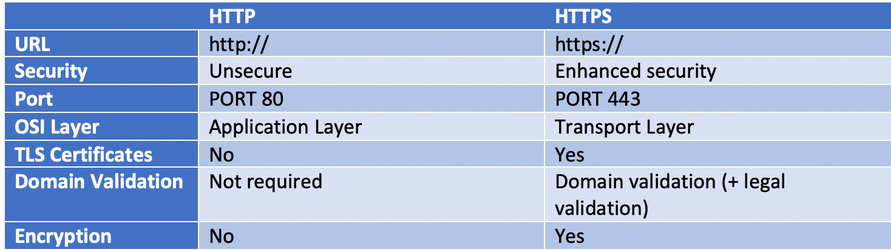 HTTP HTTPS
URL http:// https://
Security Unsecure Enhanced security
Port PORT 80 PORT 443
OSI Layer Application Layer Transport Layer
TLS Certificates No Yes
Domain Validation Not required Domain validation (+ legal
validation)
Encryption No Yes